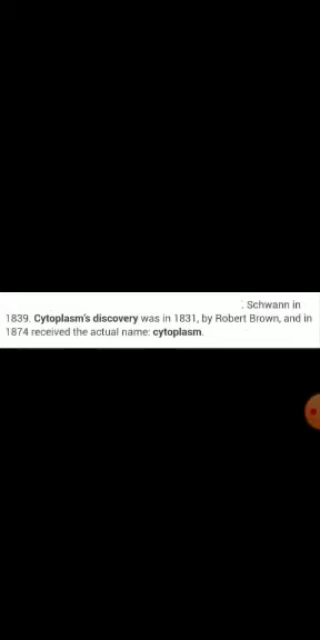 . Schwann in
1839. Cytoplasm's discovery was in 1831, by Robert Brown, and in
1874 received the actual name: cytoplasm.